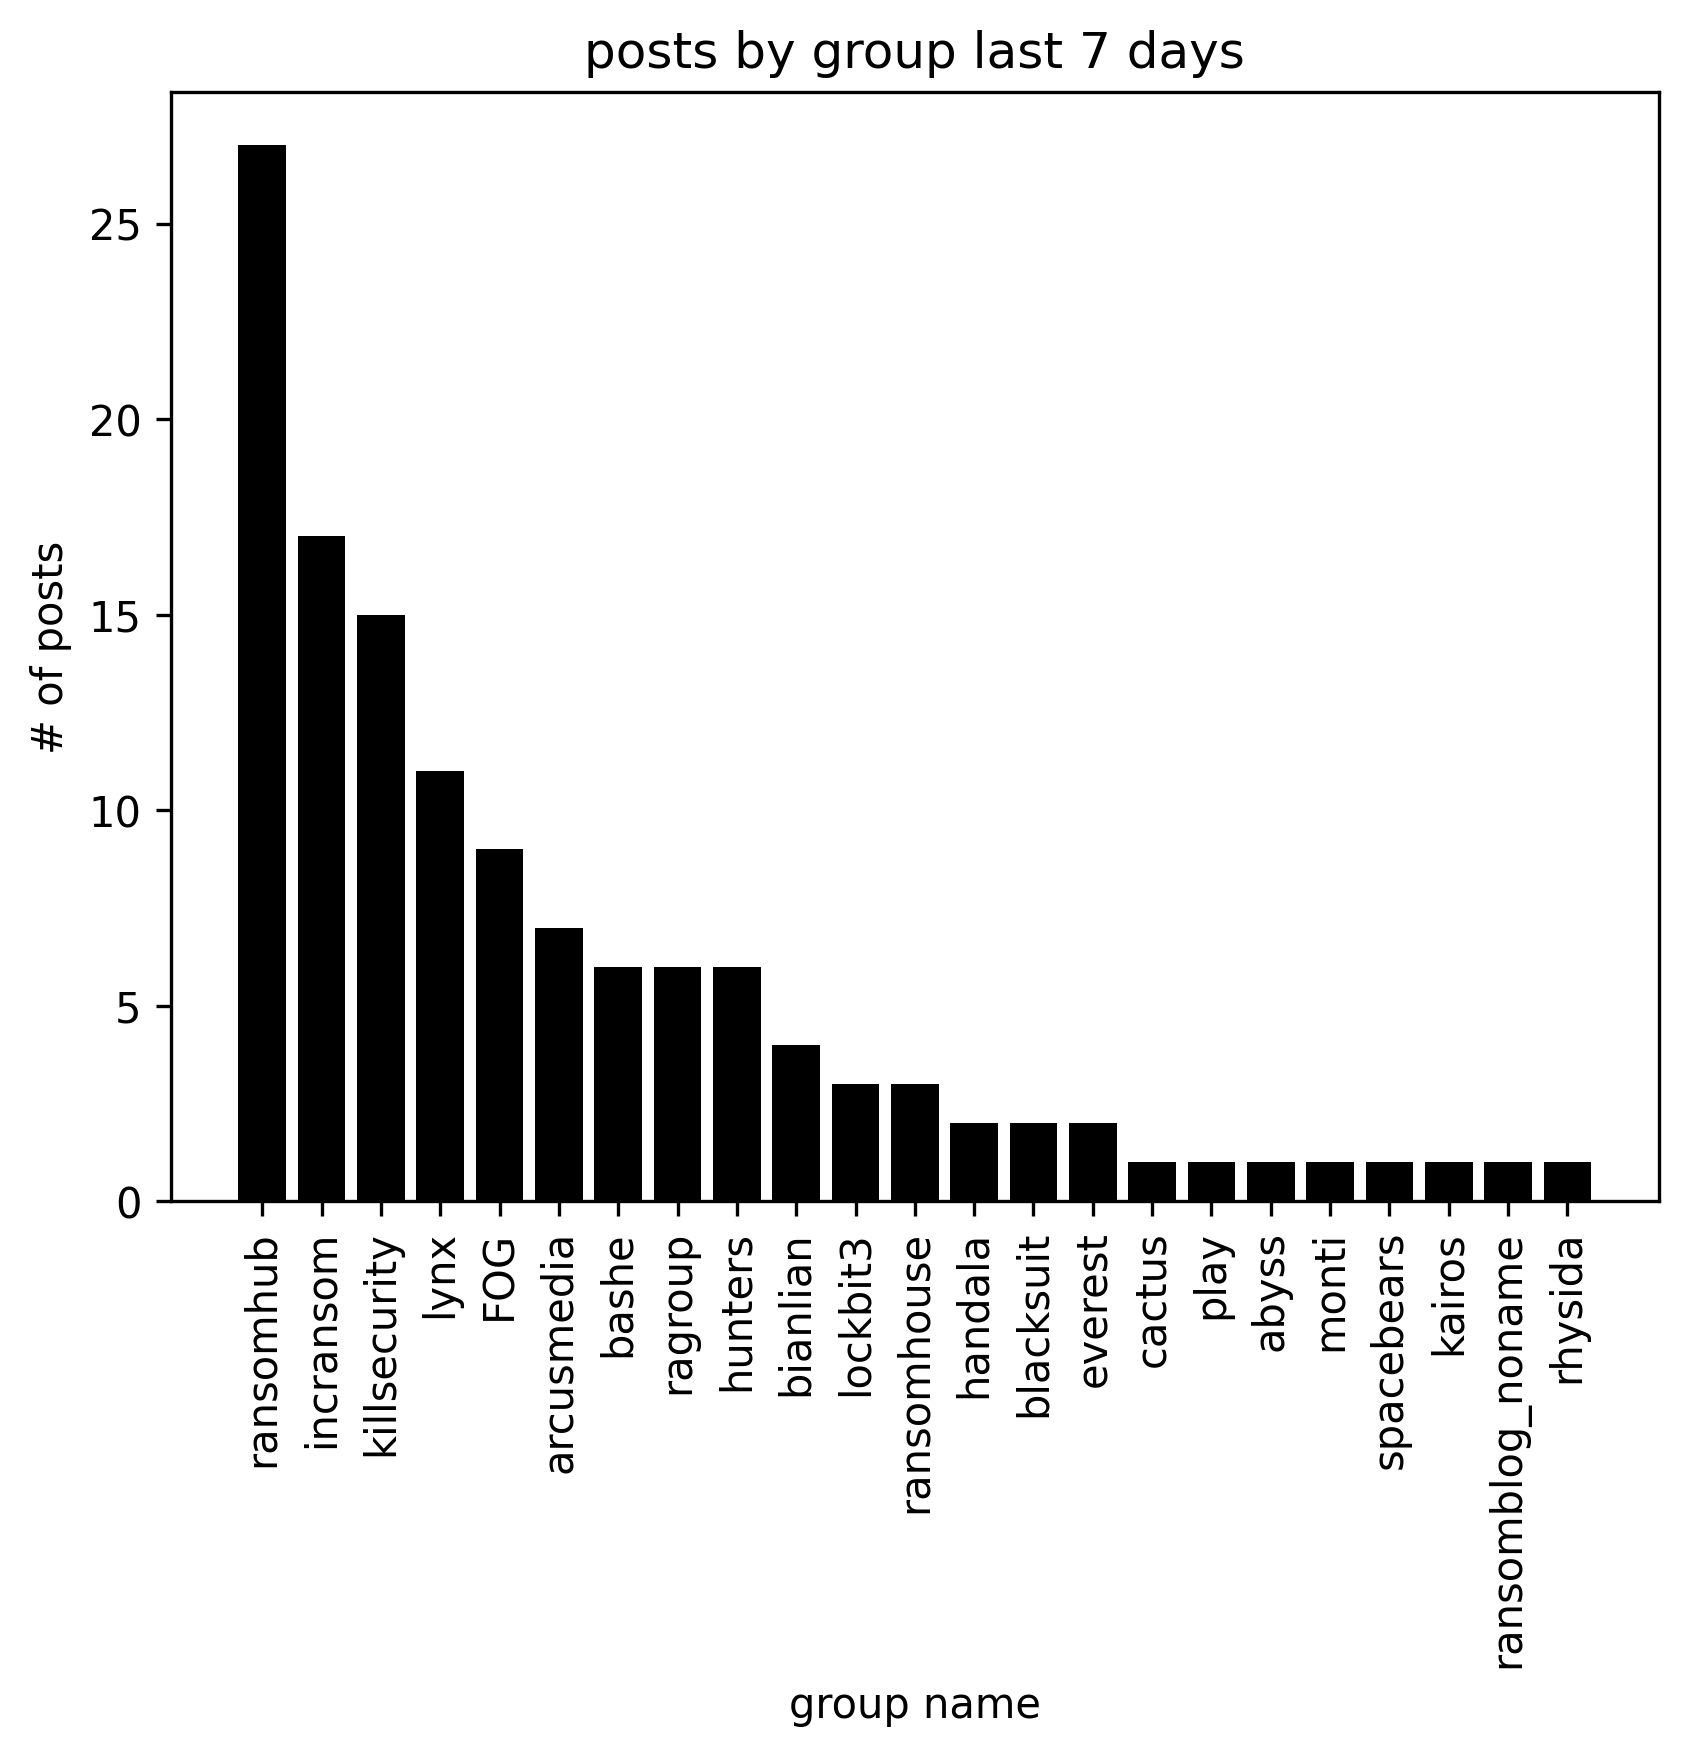 posts by group last 7 days
# of posts
25
20
15
10
5
0
ransomhub
incransom
killsecurity
lynx
FOG
arcusmedia
bashe
ragroup
hunters
bianlian
lockbit3
ransomhouse
handala
blacksuit
everest
cactus
play
abyss
monti
spacebears
kairos
ransomblog_noname
rhysida
group name